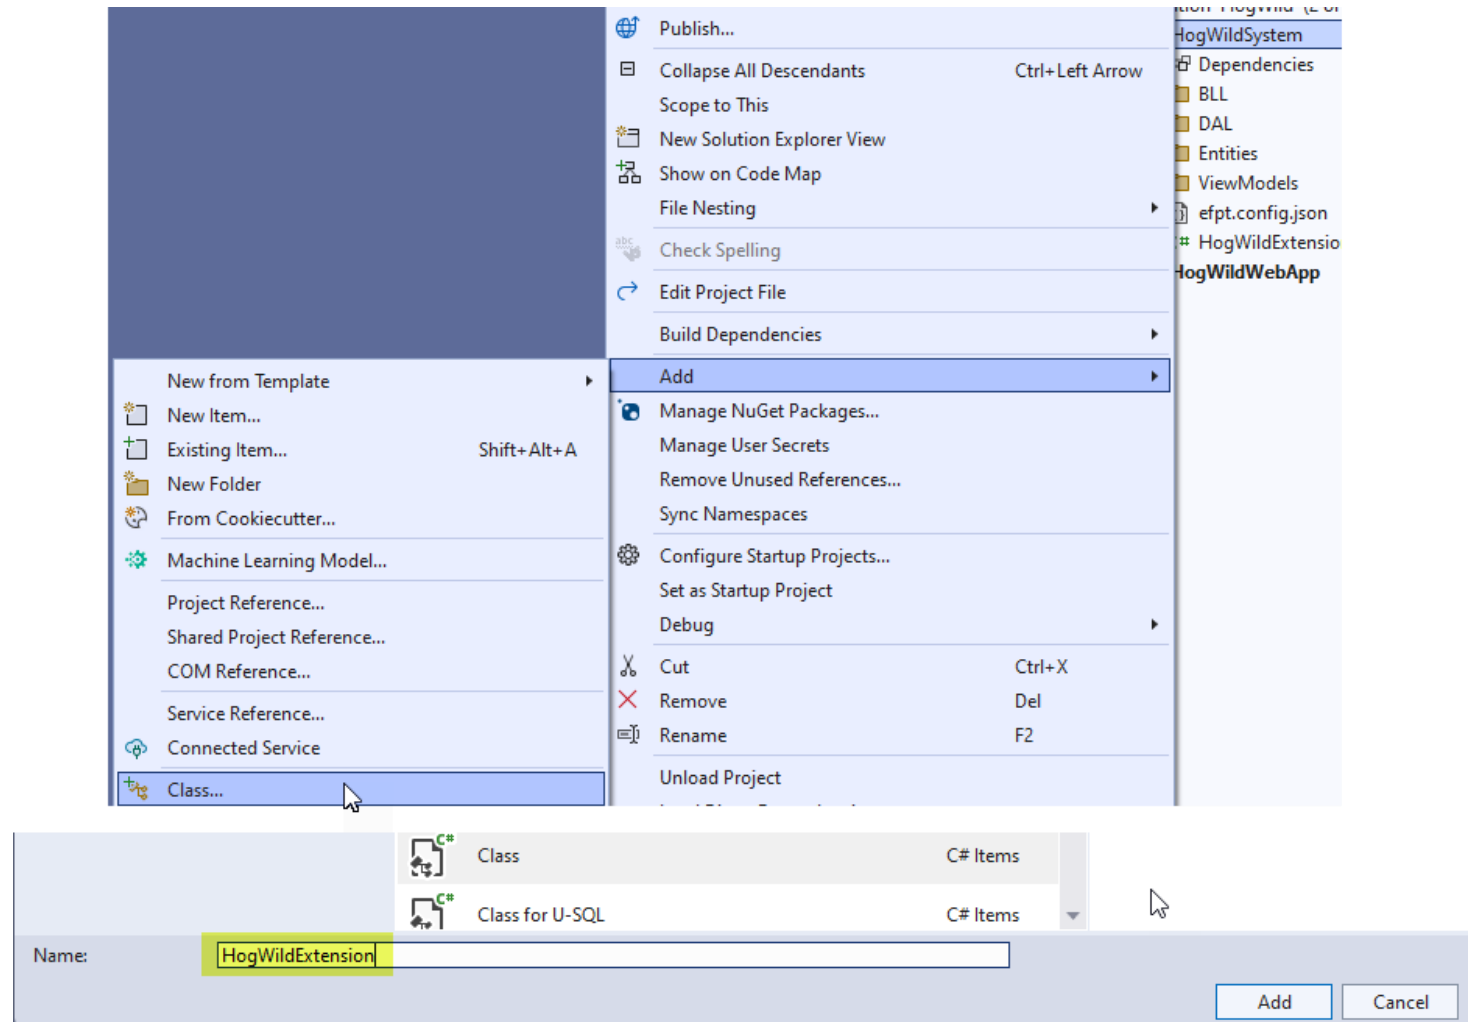 Publish...
Collapse All Descendants Ctrl+Left Arrow
Scope to This
New Solution Explorer View
Show on Code Map
File Nesting
abc
Check Spelling
Edit Project File
Build Dependencies
Add
Manage NuGet Packages...
Manage User Secrets
Remove Unused References...
Sync Namespaces
Configure Startup Projects...
Set as Startup Project
Debug
Cut Ctrl+X
Remove Del
Rename F2
Unload Project
New from Template
New Item...
Existing Item... Shift+Alt+A
New Folder
From Cookiecutter...
Machine Learning Model...
Project Reference...
Shared Project Reference...
COM Reference...
Service Reference...
Connected Service
Class...
HogWildSystem
Dependencies
BLL
DAL
Entities
ViewModels
efpt.config.json
HogWildExtensio
HogWildWebApp
C# Class C# Items
C# Class for U-SQL C# Items
Name: HogWildExtension
Add Cancel